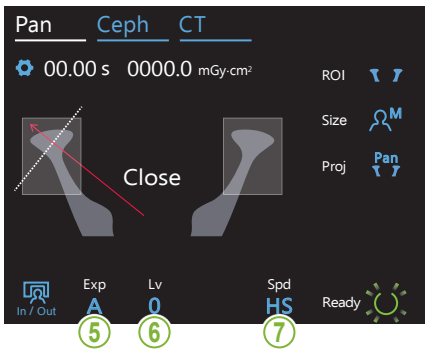 Pan Ceph CT
00.00 s 0000.0 mGy·cm²
ROI
Size M
Close
Proj Pan
Exp Lv Spd
In / Out A 0 HS Ready
5 6 7